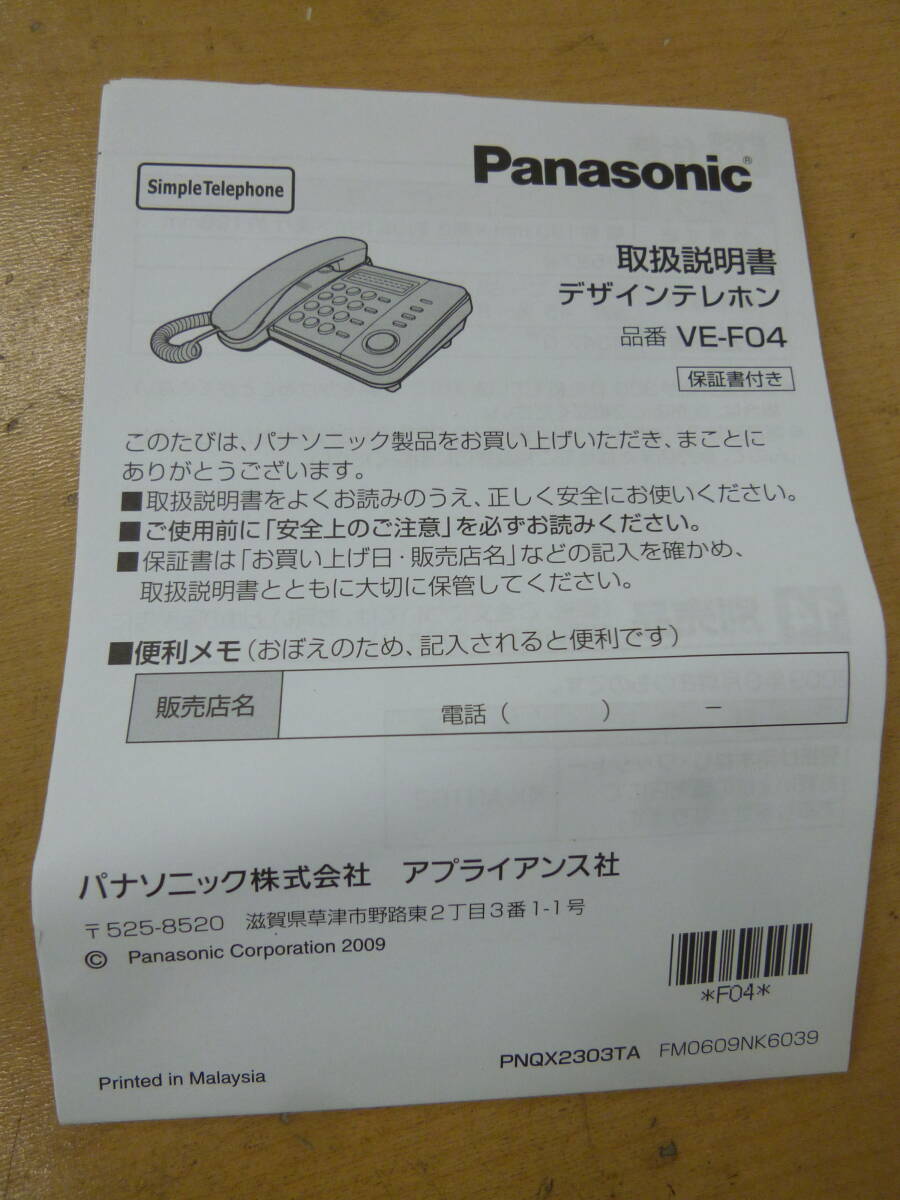 Panasonic®
SimpleTelephone
取扱説明書
デザインテレホン
品番 VE-F04
保証書付き
このたびは、パナソニック製品をお買い上げいただき、まことに
ありがとうございます。
■取扱説明書をよくお読みのうえ、正しく安全にお使いください。
■ご使用前に「安全上のご注意」を必ずお読みください。
■保証書は「お買い上げ日・販売店名」などの記入を確かめ、
取扱説明書とともに大切に保管してください。
■便利メモ(おぼえのため、記入されると便利です)
販売店名 電話 ( ) −
パナソニック株式会社 アプライアンス社
〒525-8520 滋賀県草津市野路東2丁目3番1-1号
© Panasonic Corporation 2009
*F04*
PNQX2303TA FM0609NK6039
Printed in Malaysia